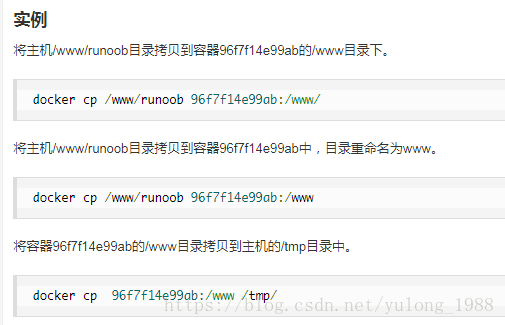 实例
将主机/www/runoob目录拷贝到容器96f7f14e99ab的/www目录下。
docker cp /www/runoob 96f7f14e99ab:/www/
将主机/www/runoob目录拷贝到容器96f7f14e99ab中，目录重命名为www。
docker cp /www/runoob 96f7f14e99ab:/www
将容器96f7f14e99ab的/www目录拷贝到主机的/tmp目录中。
docker cp  96f7f14e99ab:/www /tmp/
https://blog.csdn.net/yulong_1988